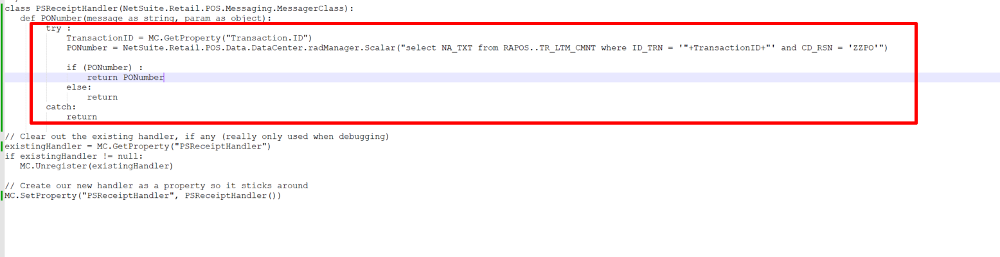 class PSReceiptHandler(NetSuite.Retail.POS.Messaging.MessagerClass):
def PONumber(message as string, param as object):
try :
TransactionID = MC.GetProperty("Transaction.ID")
PONumber = NetSuite.Retail.POS.Data.DataCenter.radManager.Scalar("select NA_TXT from RAPOS..TR_LTM_CMNT where ID_TRN = '"+TransactionID+"' and CD_RSN = 'ZZPO'")
if (PONumber) :
return PONumber
else:
return
catch:
return
// Clear out the existing handler, if any (really only used when debugging)
existingHandler = MC.GetProperty("PSReceiptHandler")
if existingHandler != null:
MC.Unregister(existingHandler)
// Create our new handler as a property so it sticks around
MC.SetProperty("PSReceiptHandler", PSReceiptHandler())